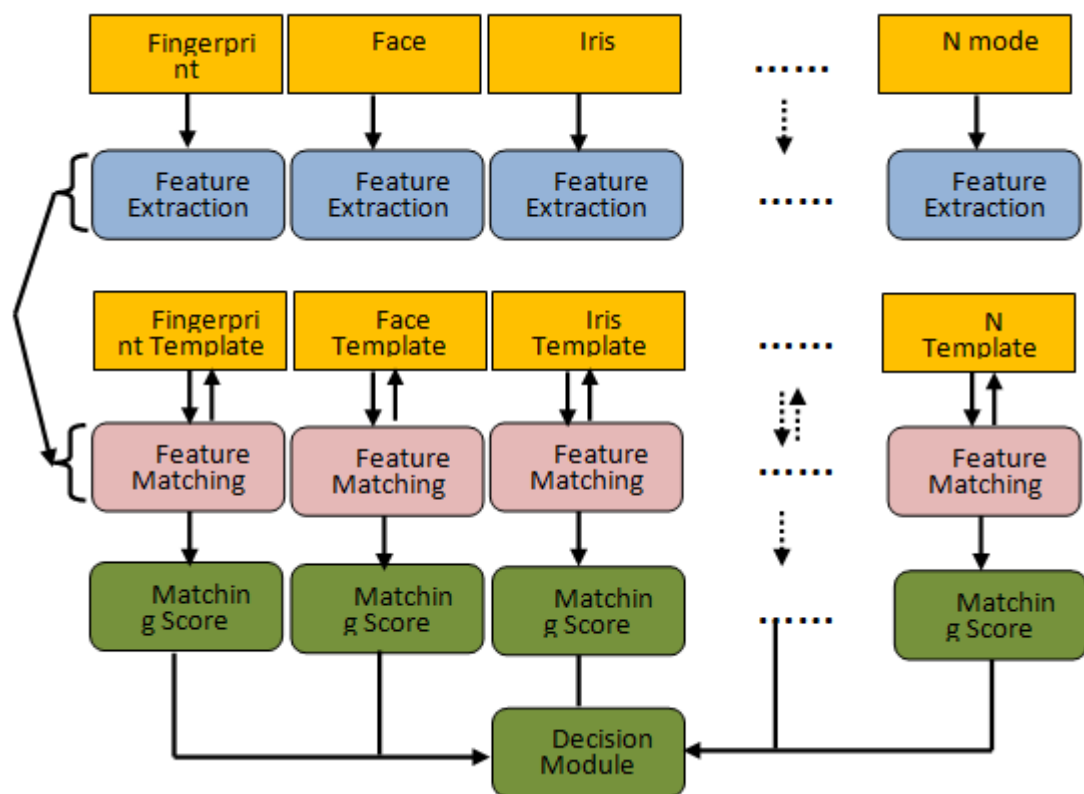 Fingerpri
nt
Face
Iris
......
N mode
Feature
Extraction
Feature
Extraction
Feature
Extraction
......
Feature
Extraction
Fingerpri
nt Template
Face
Template
Iris
Template
......
N
Template
Feature
Matching
Feature
Matching
Feature
Matching
......
Feature
Matching
Matchin
g Score
Matchin
g Score
Matchin
g Score
......
Matchin
g Score
Decision
Module